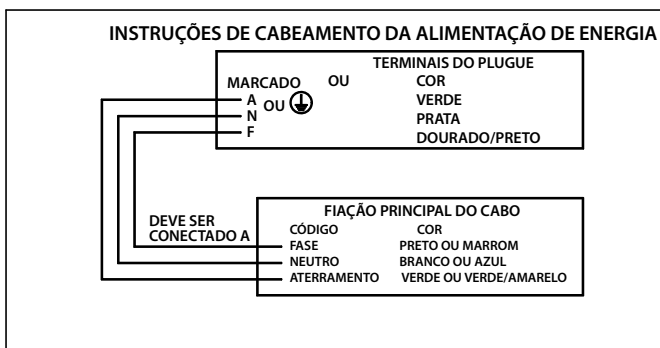 INSTRUÇÕES DE CABEAMENTO DA ALIMENTAÇÃO DE ENERGIA
TERMINAIS DO PLUGUE
MARCADO OU COR
A OU VERDE
N PRATA
F DOURADO/PRETO
DEVE SER
CONECTADO A
FIAÇÃO PRINCIPAL DO CABO
CÓDIGO COR
FASE PRETO OU MARROM
NEUTRO BRANCO OU AZUL
ATERRAMENTO VERDE OU VERDE/AMARELO